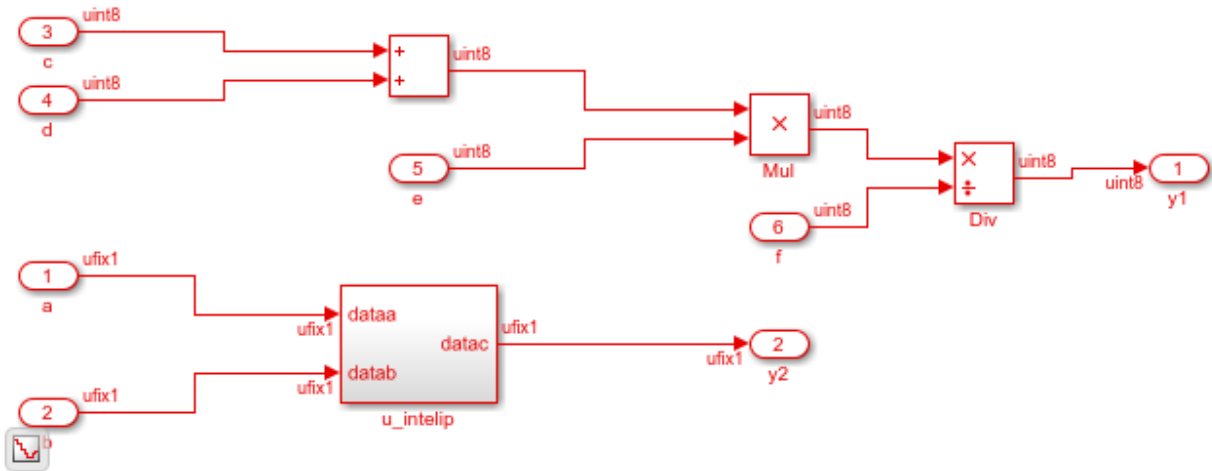 uint8
3
c
uint8
4
d
+
+
uint8
5
e
uint8
×
Mul
uint8
6
f
uint8
×
÷
Div
uint8
uint8
1
y1
ufix1
1
a
ufix1
dataa
datab
datac
u_intelip
ufix1
ufix1
ufix1
2
y2
ufix1
2
b
ufix1